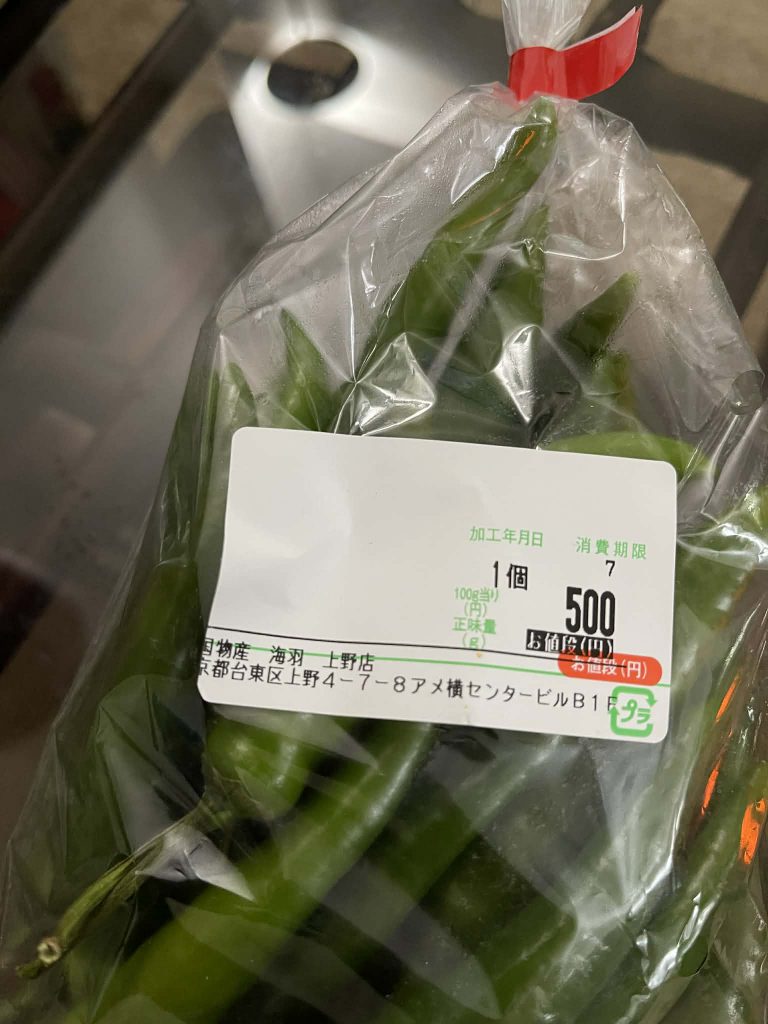 加工年月日 消費期限
7
1個
100g当り
(円)
500
正味量
(g)
お値段(円)
お値段(円)
国物産 海羽 上野店
京都台東区上野4-7-8アメ横センタービルB1F
プラ